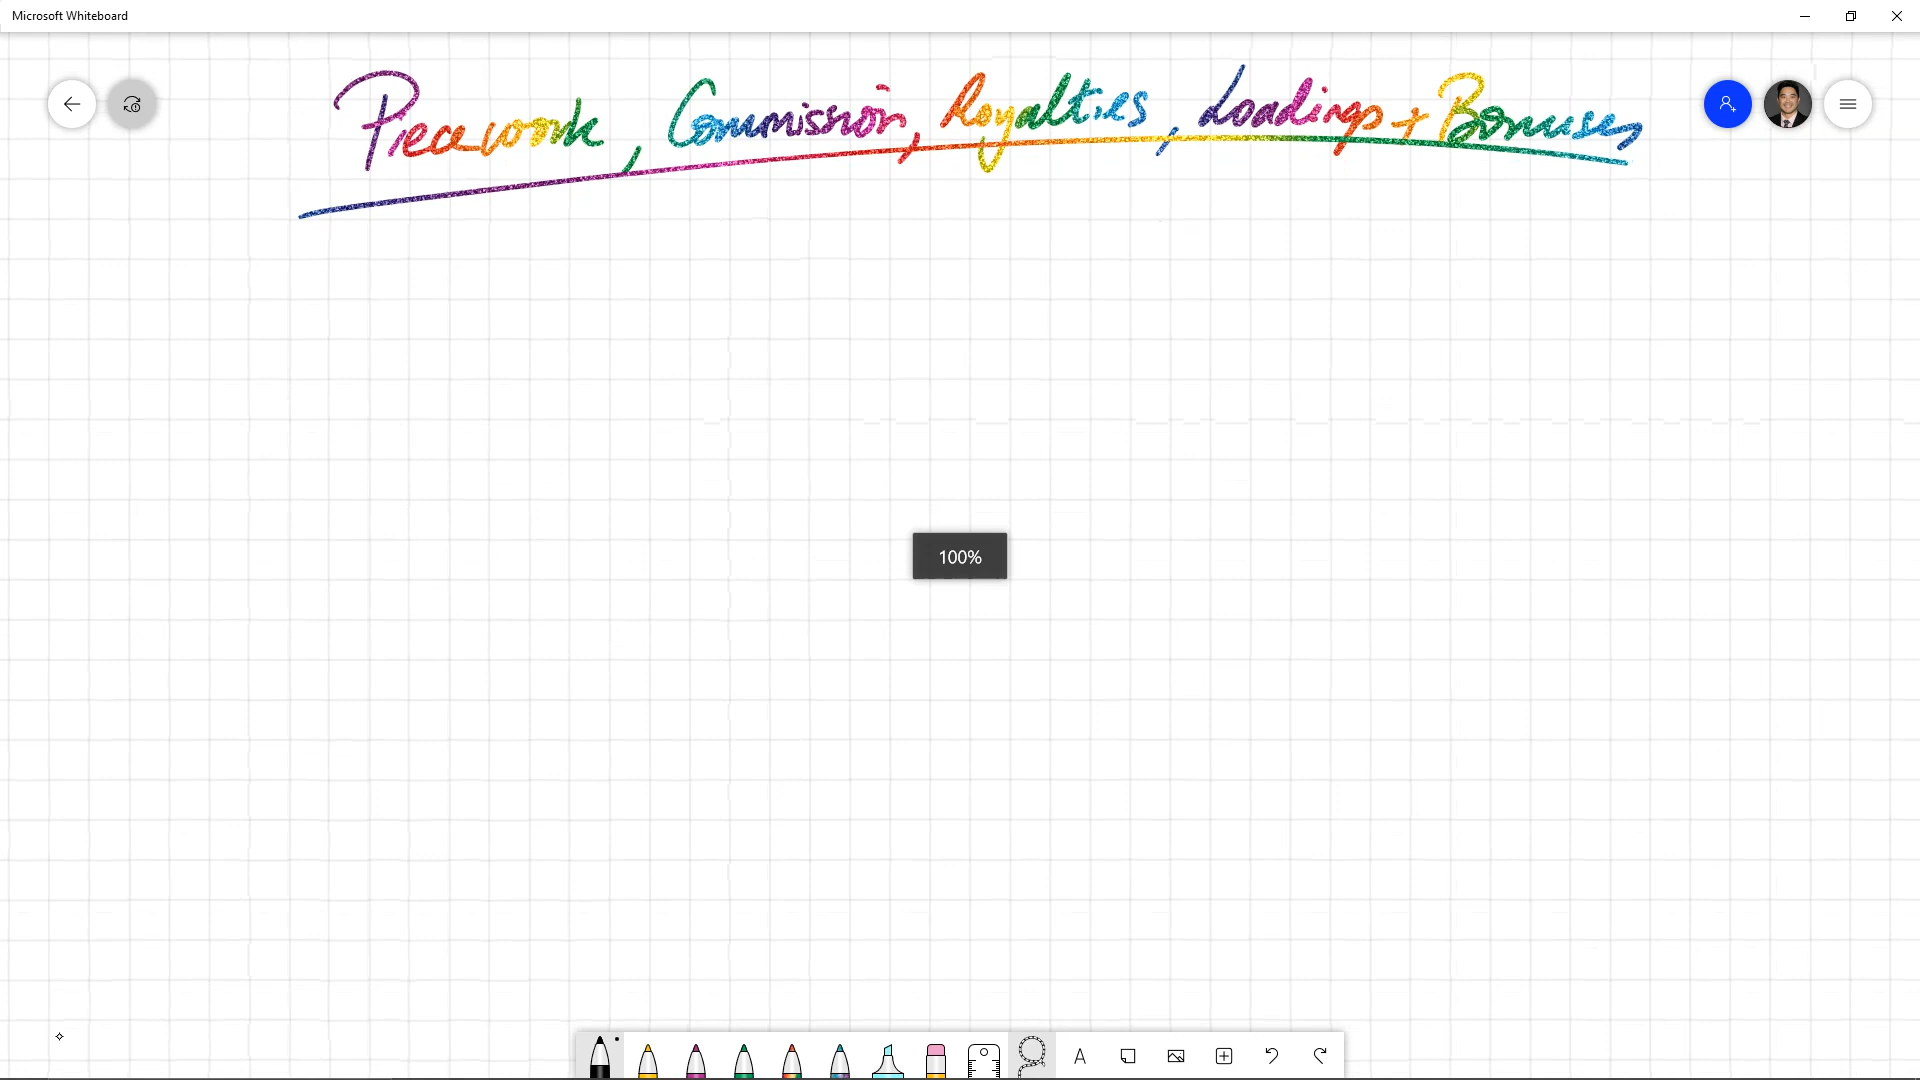 Microsoft Whiteboard
Piecework, Commission, Royalties, Loadings + Bonuses
100%
A